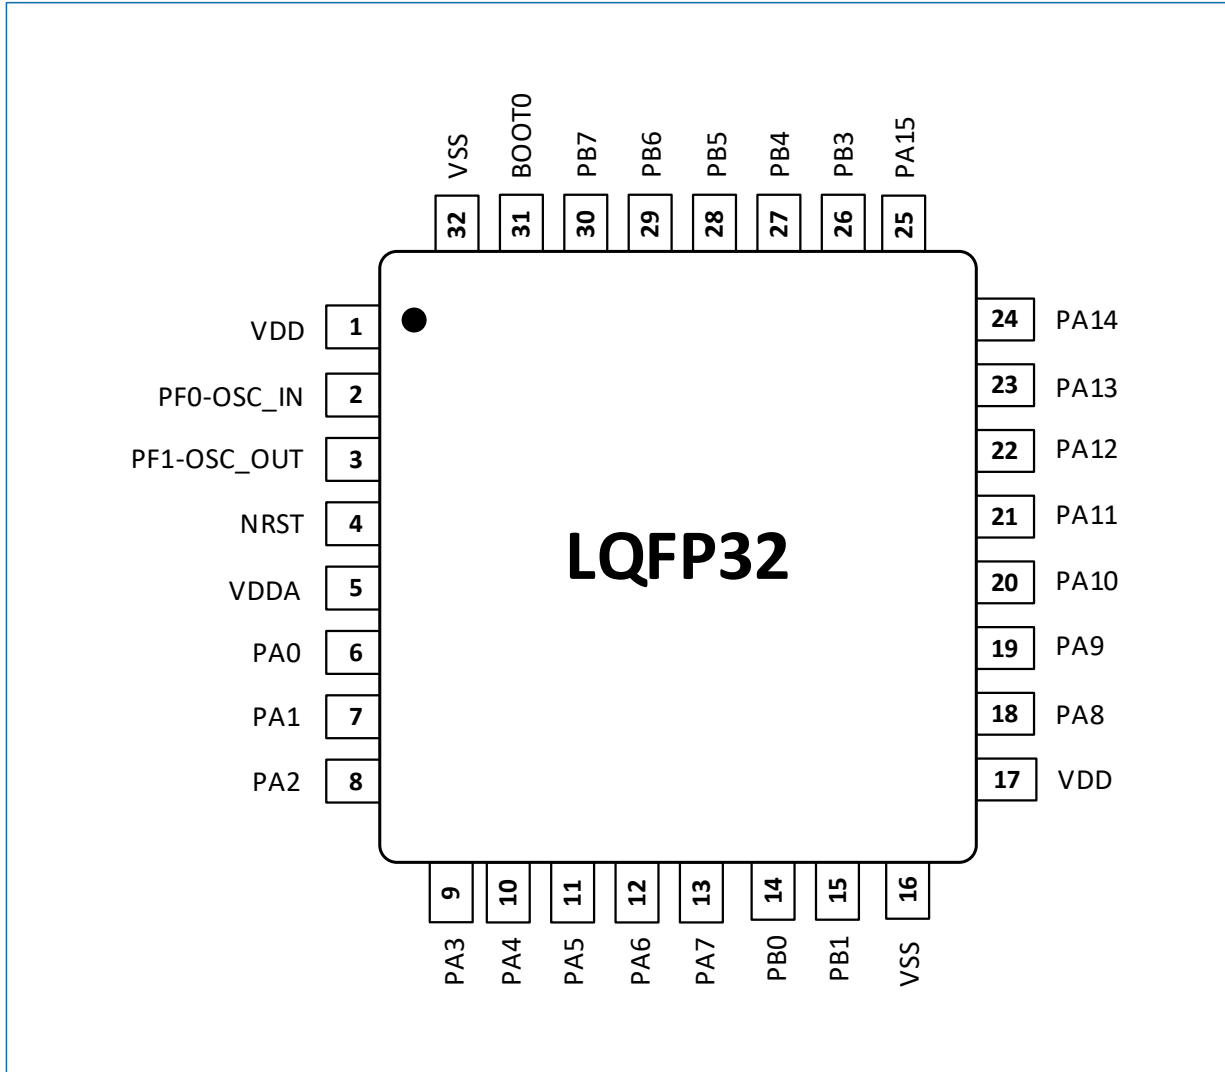 VSS BOOT0 PB7 PB6 PB5 PB4 PB3 PA15
32 31 30 29 28 27 26 25
VDD 1 24 PA14
PF0-OSC_IN 2 23 PA13
PF1-OSC_OUT 3 22 PA12
NRST 4 21 PA11
LQFP32
VDDA 5 20 PA10
PA0 6 19 PA9
PA1 7 18 PA8
PA2 8 17 VDD
9 10 11 12 13 14 15 16
PA3 PA4 PA5 PA6 PA7 PB0 PB1 VSS